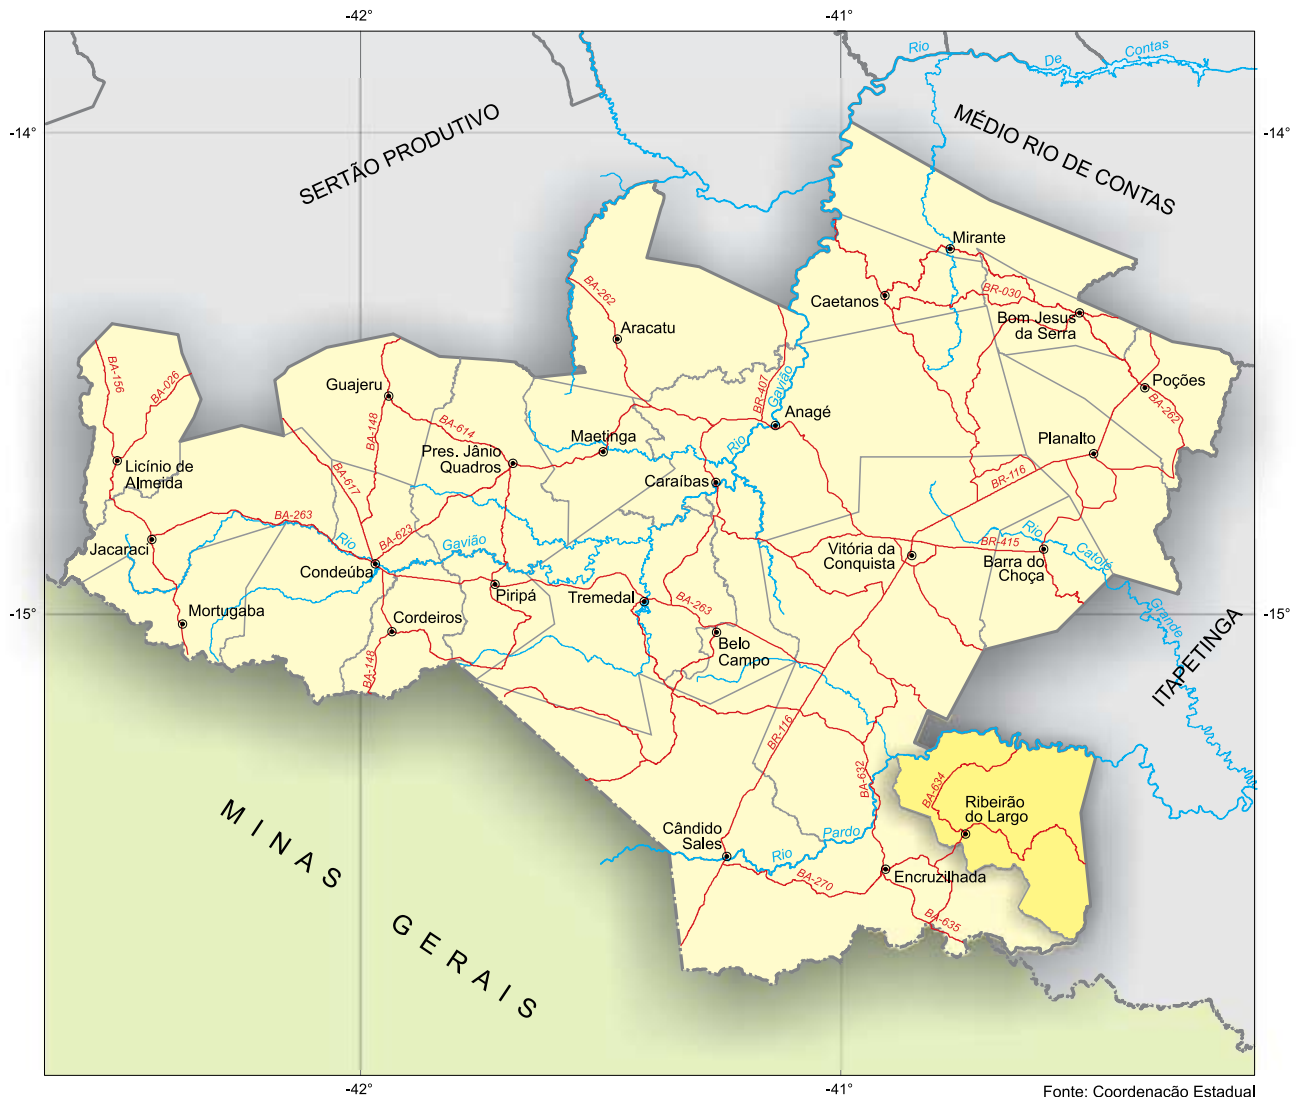 -42°
-41°
Rio
De
Contas
-14°
-14°
SERTÃO PRODUTIVO
MÉDIO RIO DE CONTAS
Mirante
BA-262
Caetanos
BR-030
Bom Jesus
da Serra
Aracatu
BA-156
BA-026
Guajeru
BR-407
Gavião
Poções
BA-262
BA-148
BA-614
Anagé
Maetinga
Rio
Planalto
Pres. Jânio
Quadros
Licínio de
Almeida
BA-617
Caraíbas
BR-116
BA-263
Rio
BA-623
Gavião
Jacaraci
Rio
Catolé
Grande
BR-415
Vitória da
Conquista
Barra do
Choça
Condeúba
Piripá
Tremedal
BA-263
Mortugaba
Cordeiros
Belo
Campo
BA-148
ITAPETINGA
BR-116
BA-632
BA-634
Ribeirão
do Largo
Cândido
Sales
Pardo
Rio
BA-270
Encruzilhada
BA-635
MINAS GERAIS
-15°
-15°
-42°
-41°
Fonte: Coordenação Estadual